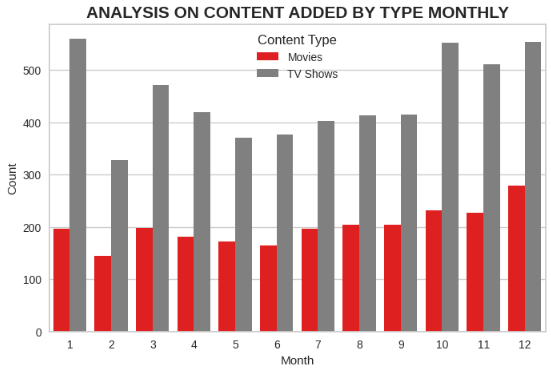 ANALYSIS ON CONTENT ADDED BY TYPE MONTHLY
Content Type
Movies
TV Shows
500
400
300
200
100
0
Count
1 2 3 4 5 6 7 8 9 10 11 12
Month